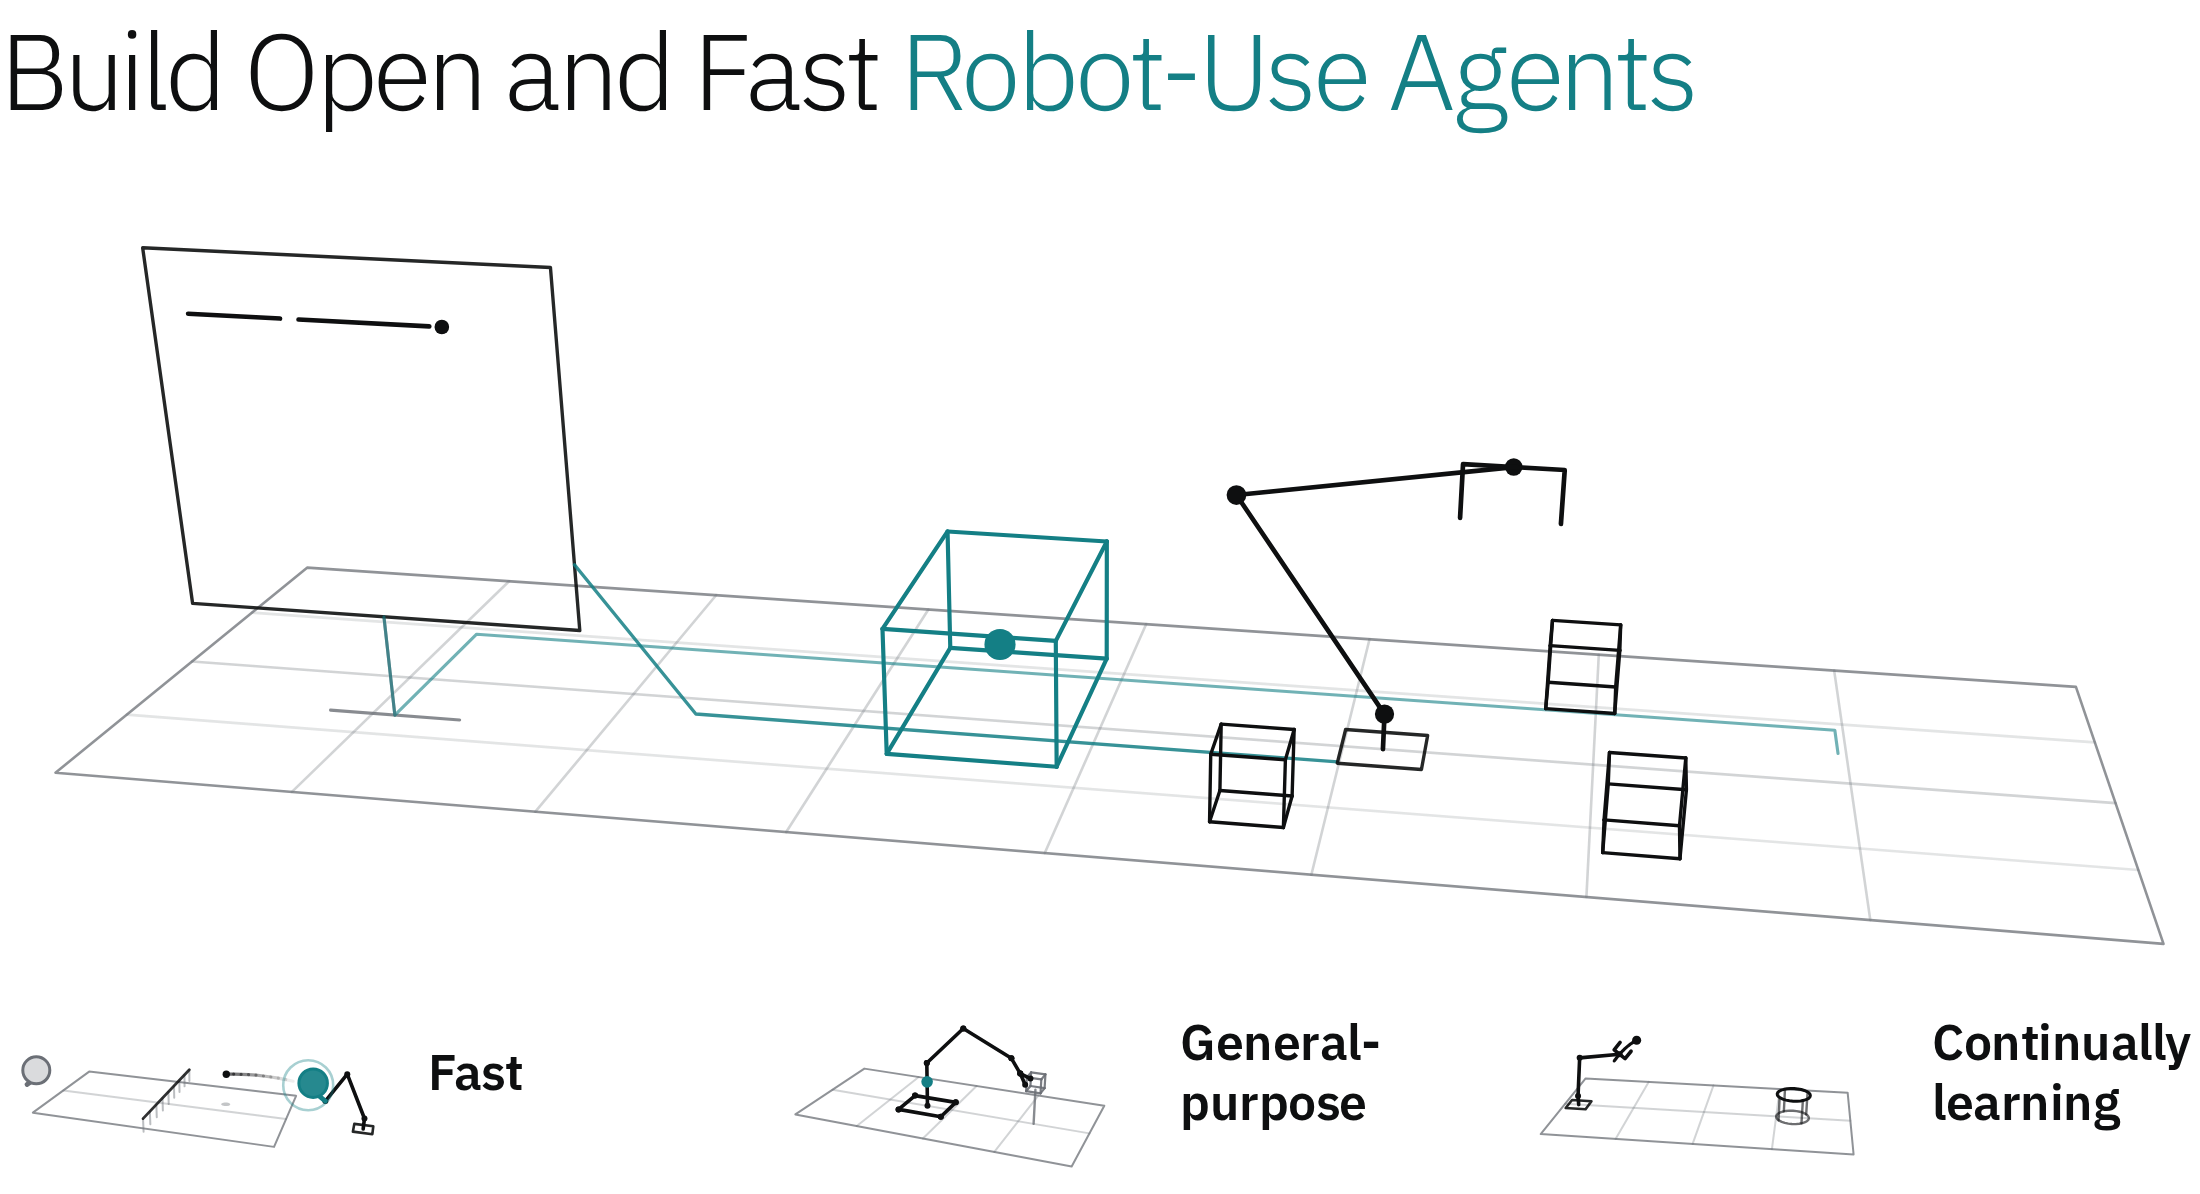 Build Open and Fast Robot-Use Agents
Fast
General-
purpose
Continually
learning